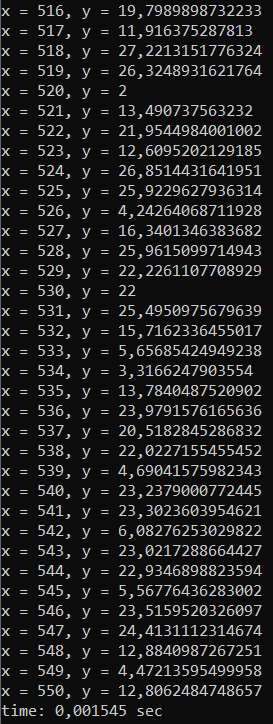 x = 516, y = 19,7989898732233
x = 517, y = 11,916375287813
x = 518, y = 27,2213151776324
x = 519, y = 26,3248931621764
x = 520, y = 2
x = 521, y = 13,490737563232
x = 522, y = 21,9544984001002
x = 523, y = 12,6095202129185
x = 524, y = 26,8514431641951
x = 525, y = 25,9229627936314
x = 526, y = 4,24264068711928
x = 527, y = 16,3401346383682
x = 528, y = 25,9615099714943
x = 529, y = 22,2261107708929
x = 530, y = 22
x = 531, y = 25,4950975679639
x = 532, y = 15,7162336455017
x = 533, y = 5,65685424949238
x = 534, y = 3,3166247903554
x = 535, y = 13,7840487520902
x = 536, y = 23,9791576165636
x = 537, y = 20,5182845286832
x = 538, y = 22,0227155455452
x = 539, y = 4,69041575982343
x = 540, y = 23,2379000772445
x = 541, y = 23,3023603954621
x = 542, y = 6,08276253029822
x = 543, y = 23,0217288664427
x = 544, y = 22,9346898823594
x = 545, y = 5,56776436283002
x = 546, y = 23,5159520326097
x = 547, y = 24,4131112314674
x = 548, y = 12,8840987267251
x = 549, y = 4,47213595499958
x = 550, y = 12,8062484748657
time: 0,001545 sec